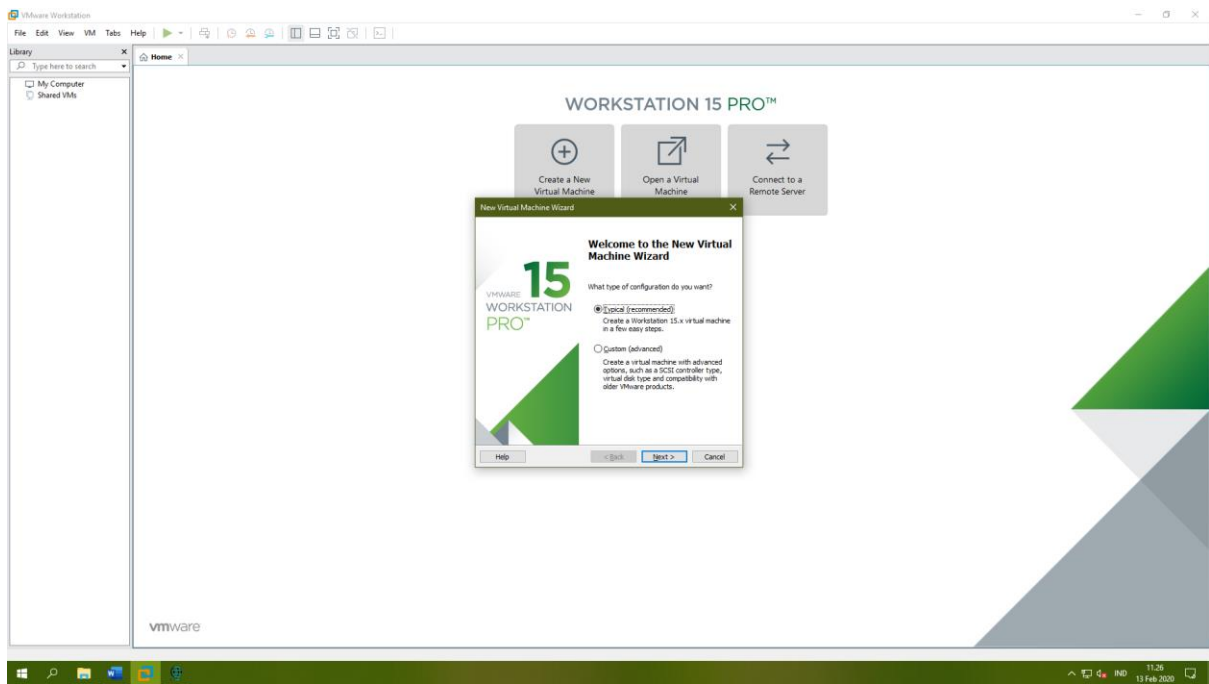 VMware Workstation
File Edit View VM Tabs Help
Library
Type here to search
My Computer
Shared VMs
Home
WORKSTATION 15 PRO™
Create a New
Virtual Machine
Open a Virtual
Machine
Connect to a
Remote Server
New Virtual Machine Wizard
15
VMWARE
WORKSTATION
PRO™
Welcome to the New Virtual
Machine Wizard
What type of configuration do you want?
Typical (recommended)
Create a Workstation 15.x virtual machine
in a few easy steps.
Custom (advanced)
Create a virtual machine with advanced
options, such as a SCSI controller type,
virtual disk type and compatibility with
older VMware products.
Help
< Back
Next >
Cancel
vmware
IND
11.26
13 Feb 2020